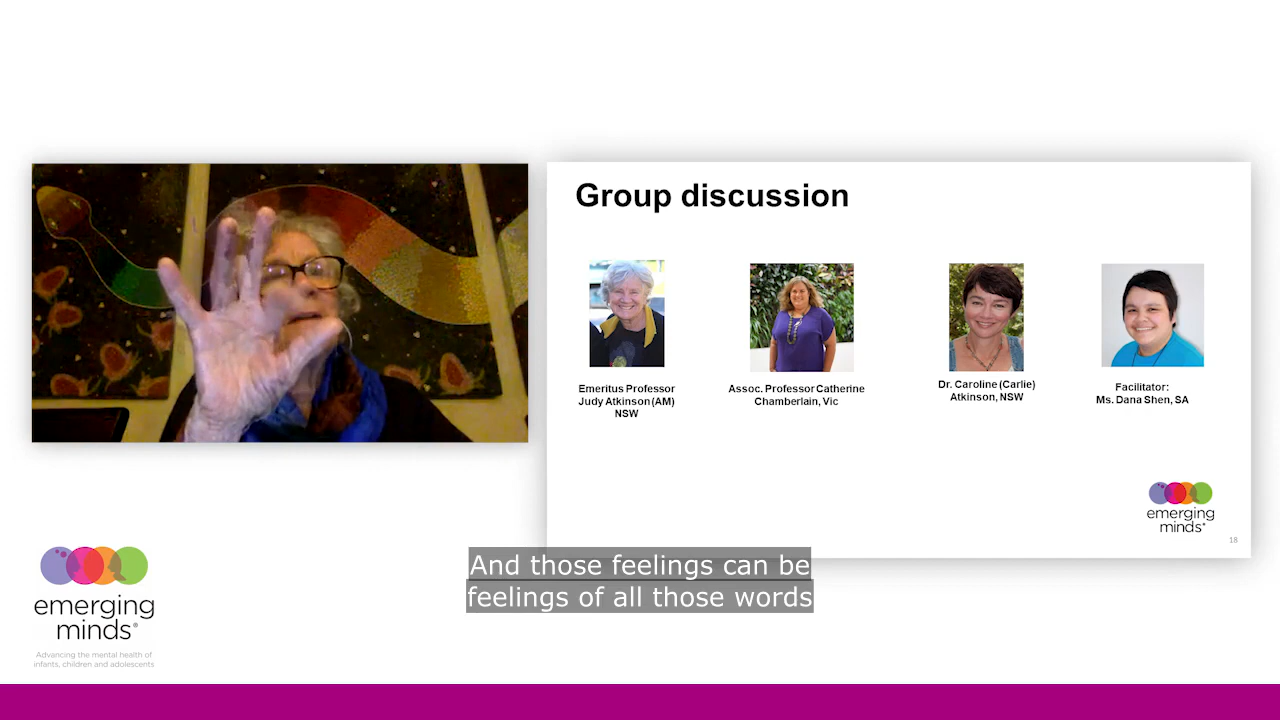 Group discussion
Emeritus Professor
Judy Atkinson (AM)
NSW
Assoc. Professor Catherine
Chamberlain, Vic
Dr. Caroline (Carlie)
Atkinson, NSW
Facilitator:
Ms. Dana Shen, SA
emerging
minds®
18
And those feelings can be
feelings of all those words
emerging
minds®
Advancing the mental health of
infants, children and adolescents